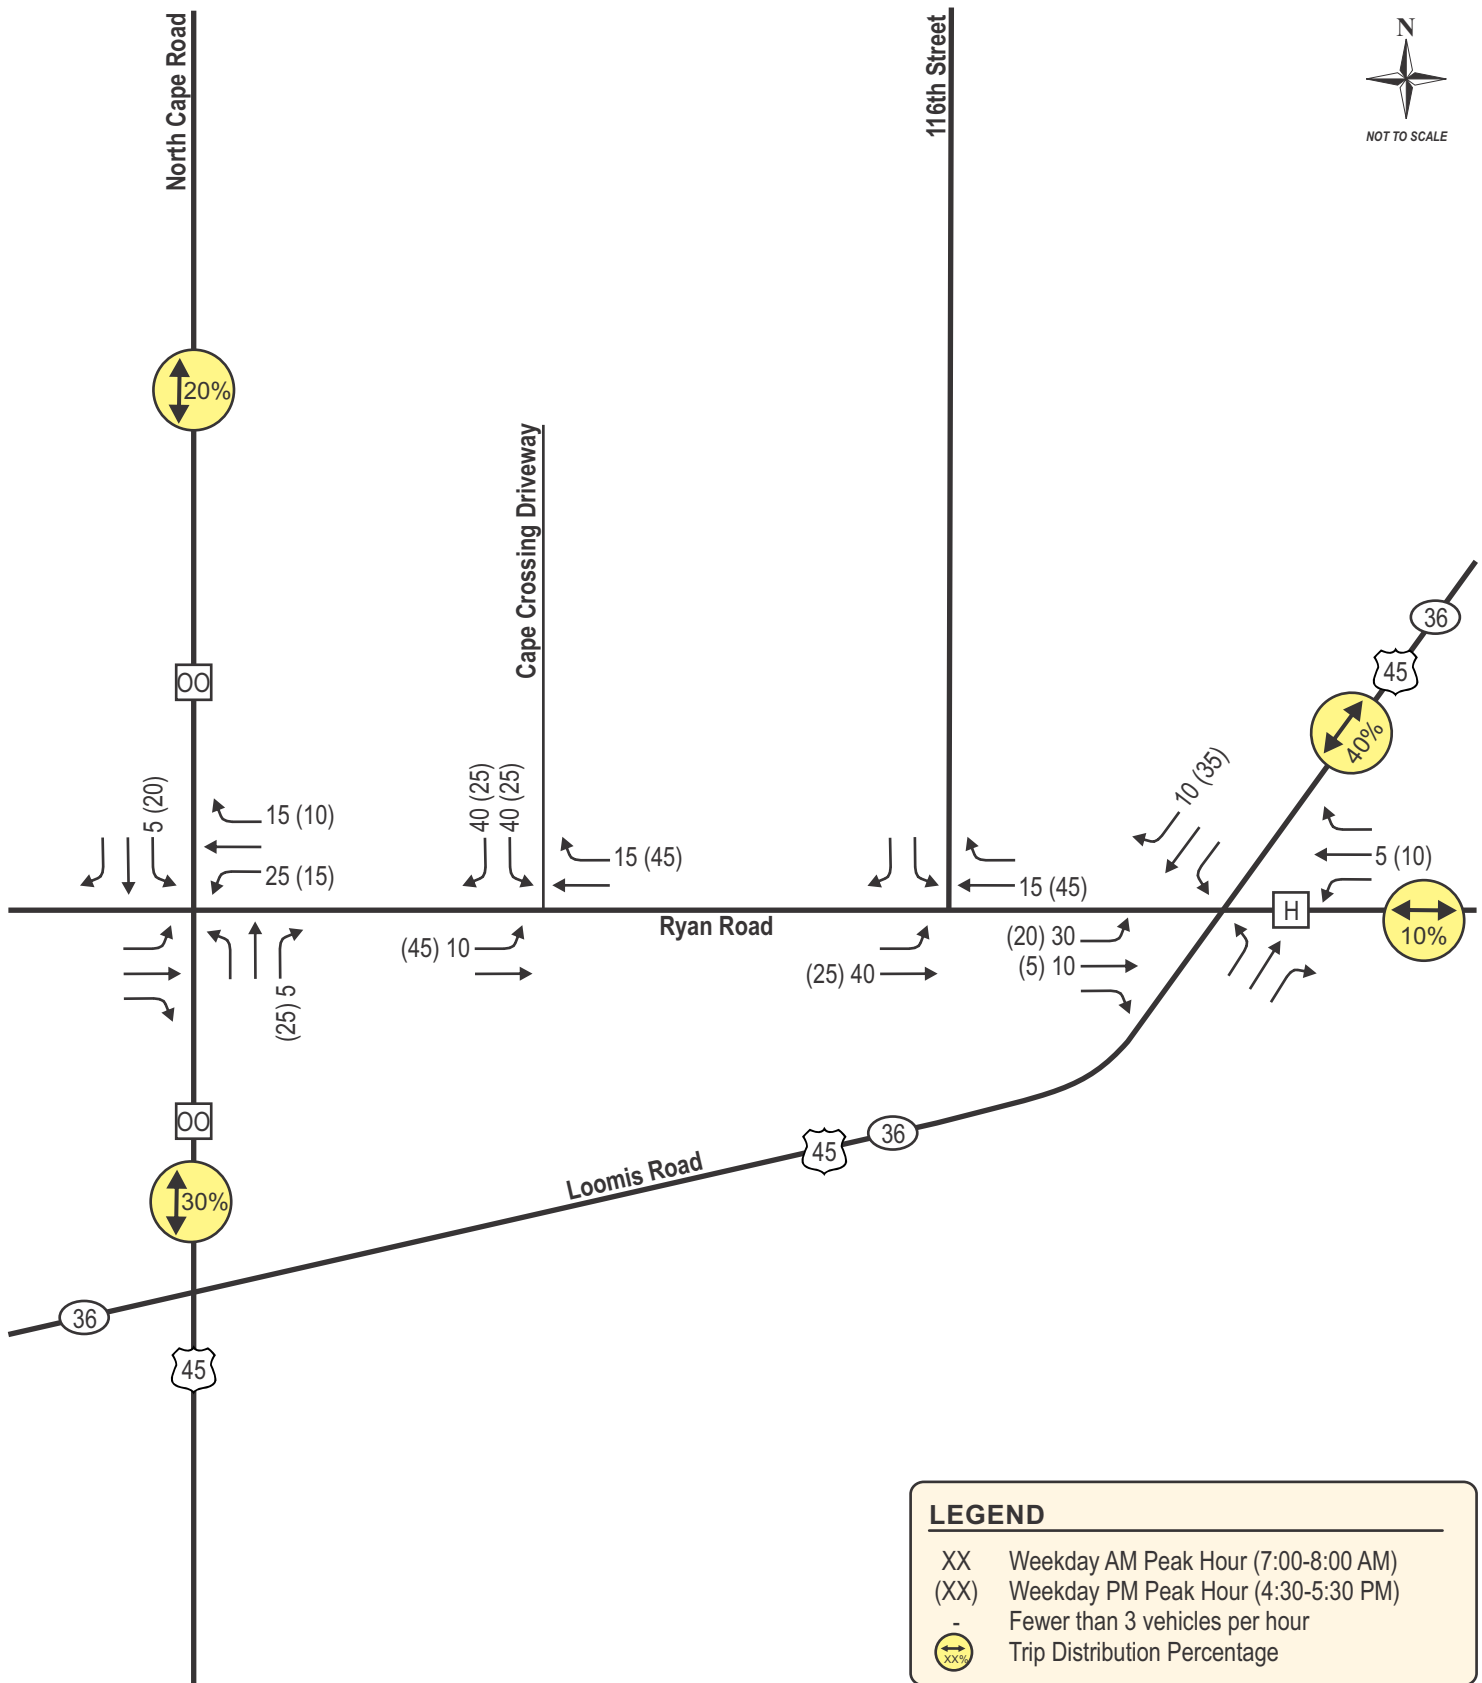 N
NOT TO SCALE
North Cape Road
116th Street
20%
Cape Crossing Driveway
36
45
40%
OO
10 (35)
5 (20)
15 (10)
25 (15)
40 (25)
40 (25)
15 (45)
15 (45)
5 (10)
H
10%
Ryan Road
(45) 10
(25) 40
(20) 30
(5) 10
(25) 5
OO
30%
Loomis Road
45
36
36
45
LEGEND
XX Weekday AM Peak Hour (7:00-8:00 AM)
(XX) Weekday PM Peak Hour (4:30-5:30 PM)
- Fewer than 3 vehicles per hour
XX% Trip Distribution Percentage